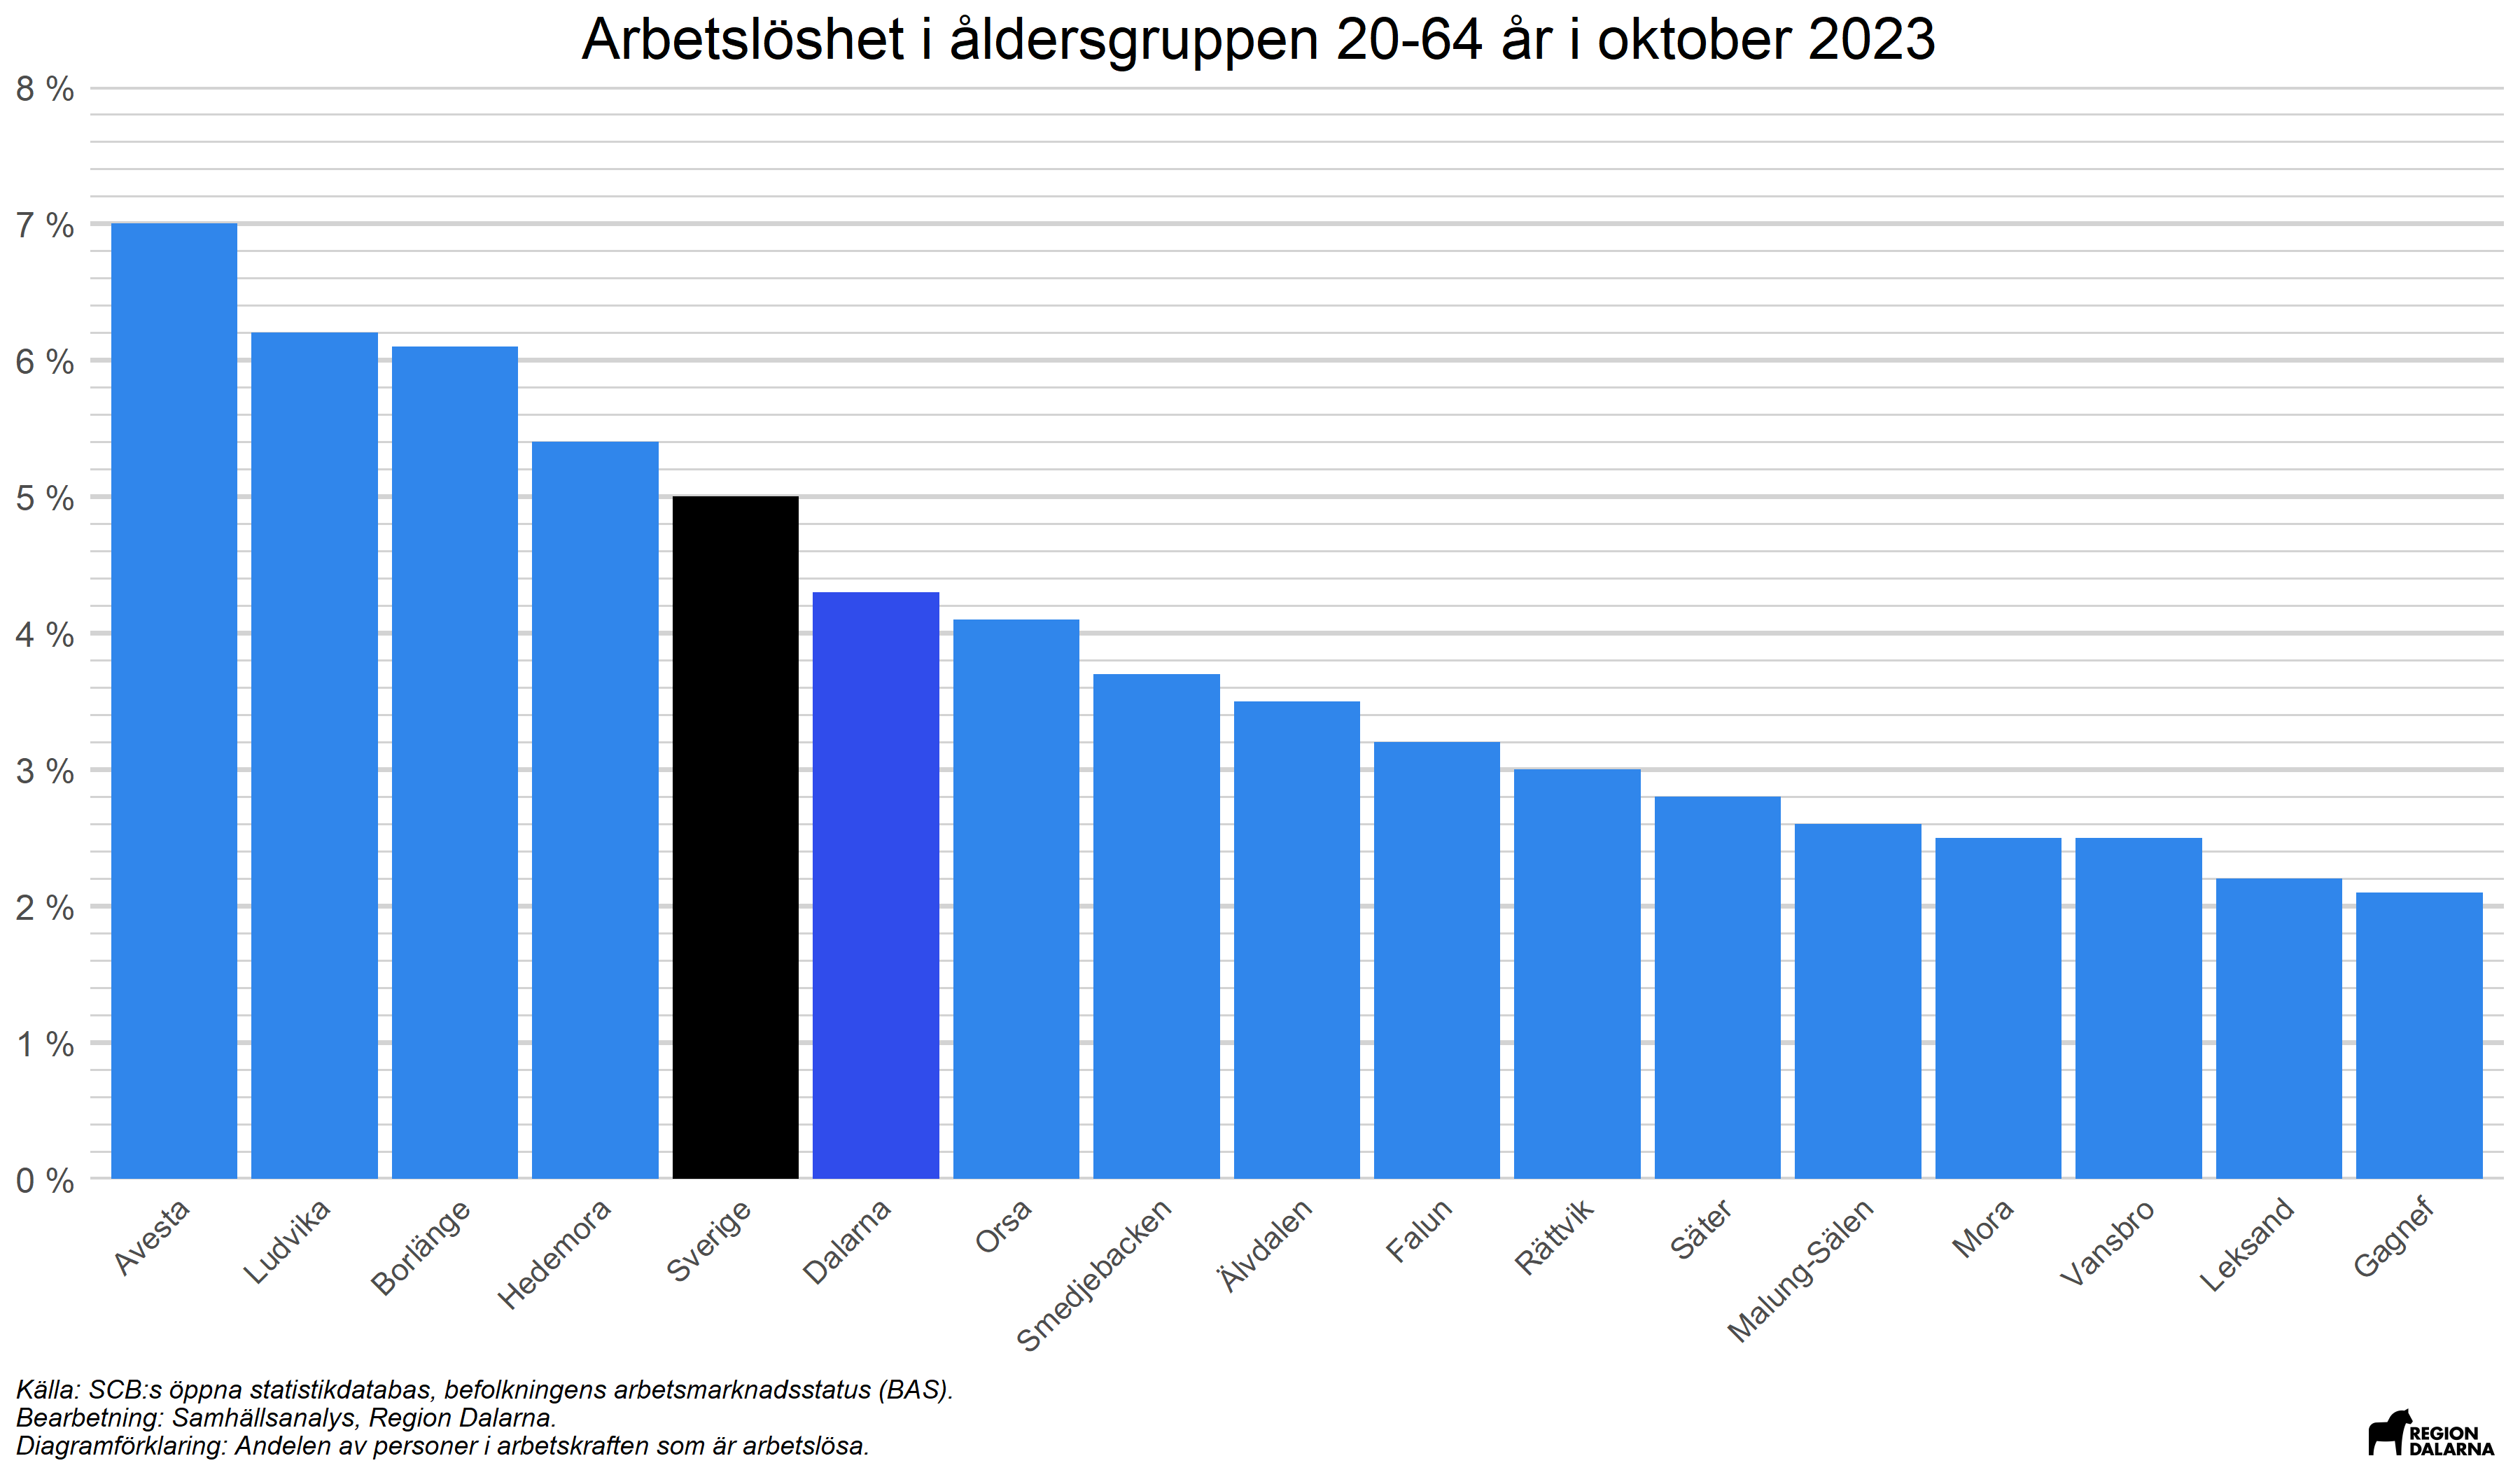 Arbetslöshet i åldersgruppen 20-64 år i oktober 2023
8 %
7 %
6 %
5 %
4 %
3 %
2 %
1 %
0 %
Avesta
Ludvika
Borlänge
Hedemora
Sverige
Dalarna
Orsa
Smedjebacken
Älvdalen
Falun
Rättvik
Säter
Malung-Sälen
Mora
Vansbro
Leksand
Gagnef
Källa: SCB:s öppna statistikdatabas, befolkningens arbetsmarknadsstatus (BAS).
Bearbetning: Samhällsanalys, Region Dalarna.
Diagramförklaring: Andelen av personer i arbetskraften som är arbetslösa.
REGION
DALARNA